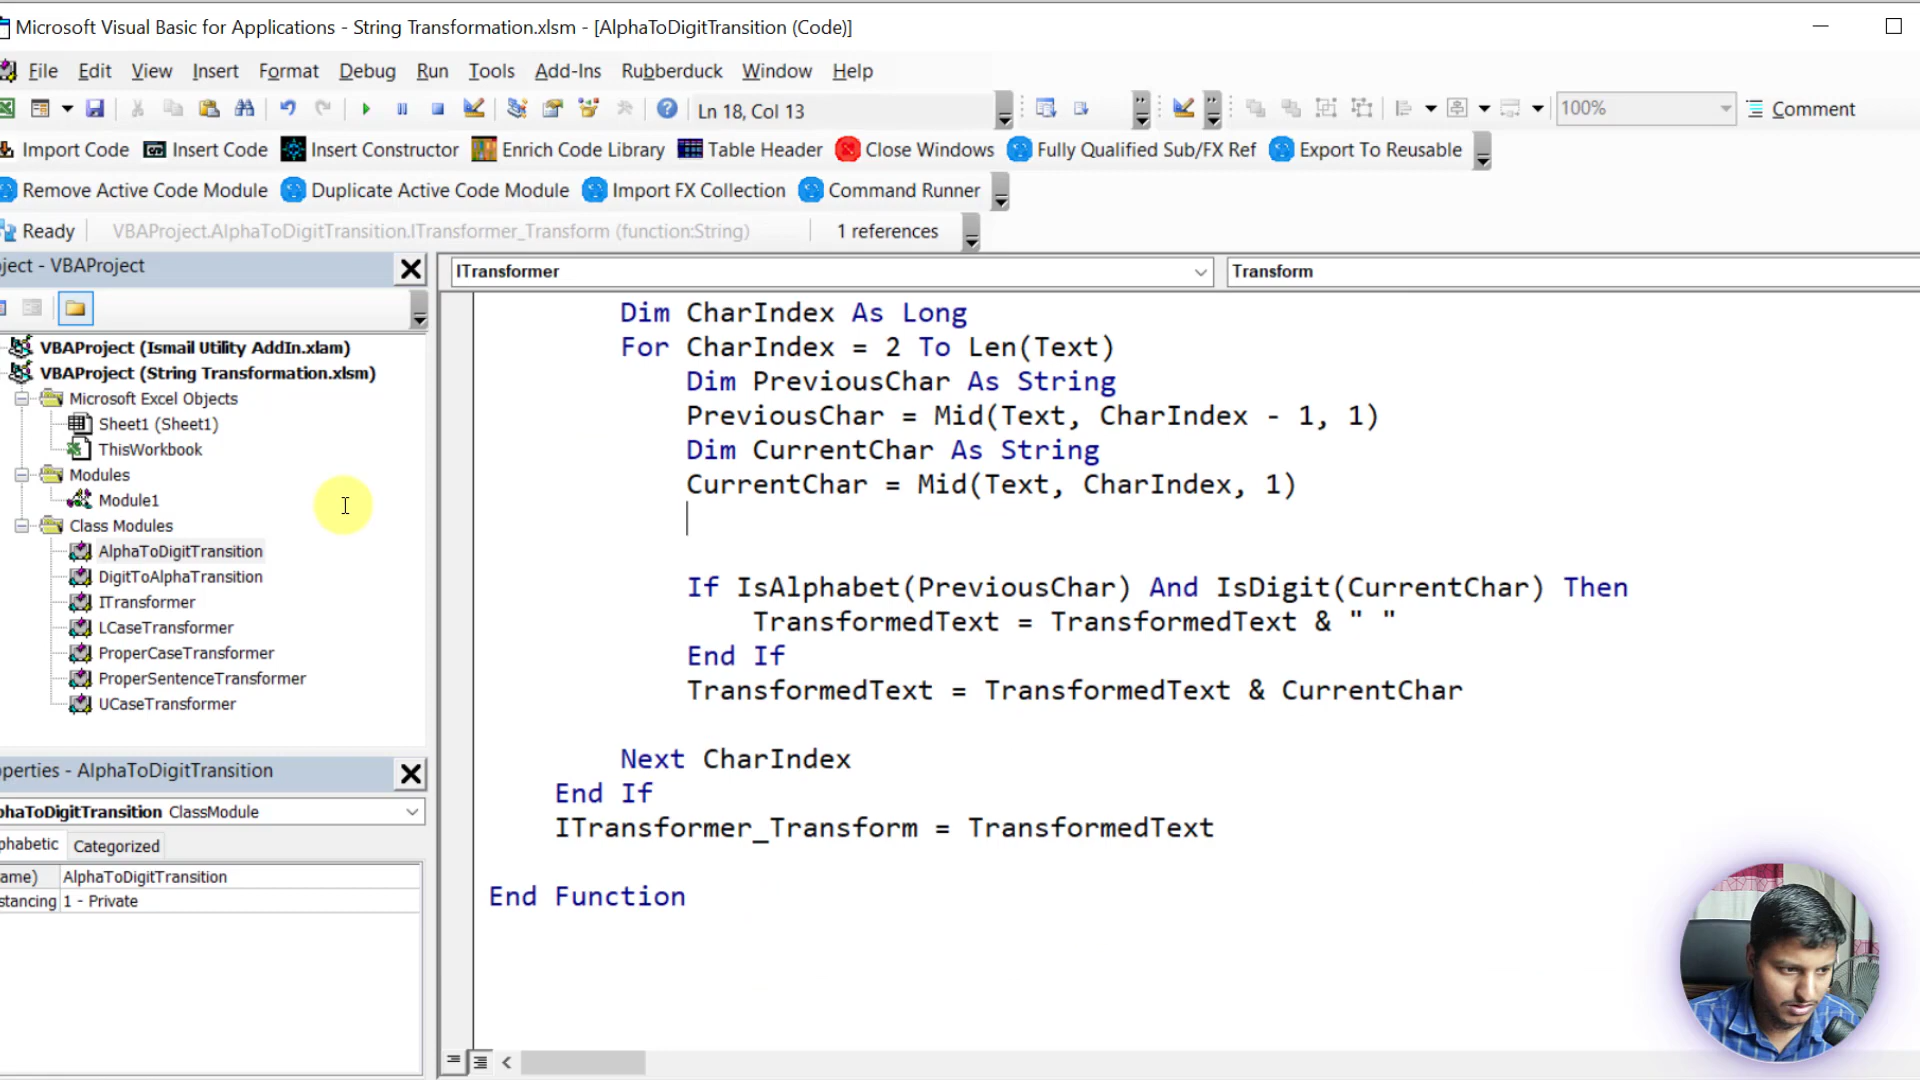 Microsoft Visual Basic for Applications - String Transformation.xlsm - [AlphaToDigitTransition (Code)]
File Edit View Insert Format Debug Run Tools Add-Ins Rubberduck Window Help
Ln 18, Col 13 100% Comment
Import Code Insert Code Insert Constructor Enrich Code Library Table Header Close Windows Fully Qualified Sub/FX Ref Export To Reusable
Remove Active Code Module Duplicate Active Code Module Import FX Collection Command Runner
Ready VBAProject.AlphaToDigitTransition.ITransformer_Transform (function:String) 1 references
ject - VBAProject
VBAProject (Ismail Utility AddIn.xlam)
VBAProject (String Transformation.xlsm)
Microsoft Excel Objects
Sheet1 (Sheet1)
ThisWorkbook
Modules
Module1
Class Modules
AlphaToDigitTransition
DigitToAlphaTransition
ITransformer
LCaseTransformer
ProperCaseTransformer
ProperSentenceTransformer
UCaseTransformer
perties - AlphaToDigitTransition
phaToDigitTransition ClassModule
phabetic Categorized
ame) AlphaToDigitTransition
stancing 1 - Private
ITransformer Transform
Dim CharIndex As Long
For CharIndex = 2 To Len(Text)
Dim PreviousChar As String
PreviousChar = Mid(Text, CharIndex - 1, 1)
Dim CurrentChar As String
CurrentChar = Mid(Text, CharIndex, 1)
If IsAlphabet(PreviousChar) And IsDigit(CurrentChar) Then
TransformedText = TransformedText & " "
End If
TransformedText = TransformedText & CurrentChar
Next CharIndex
End If
ITransformer_Transform = TransformedText
End Function